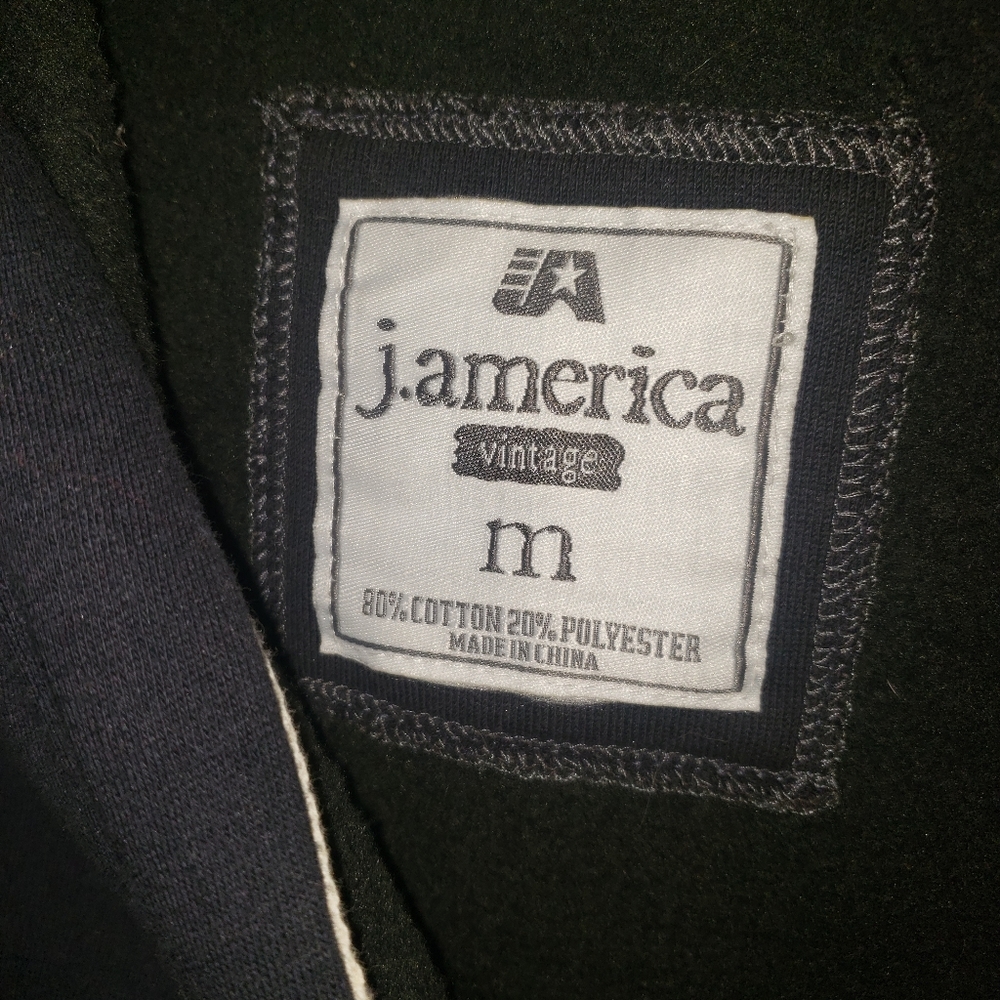 j.america
vintage
m
80% COTTON 20% POLYESTER
MADE IN CHINA